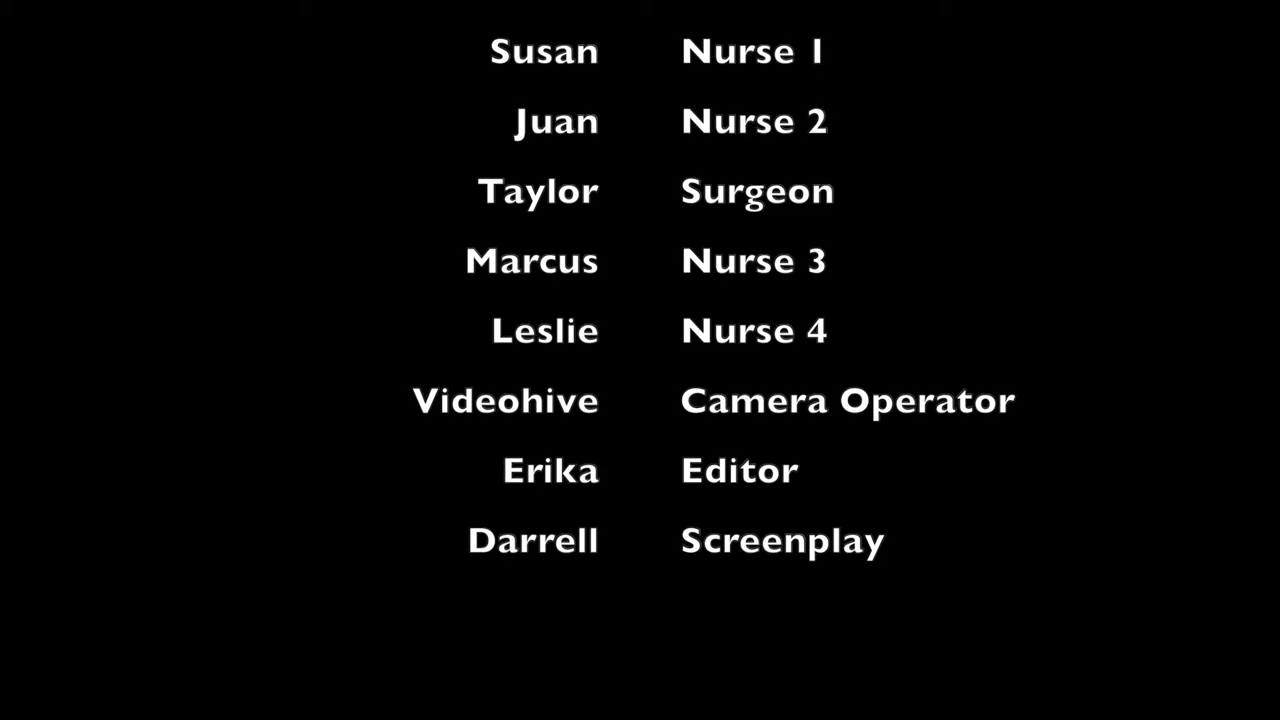 Susan Nurse 1
Juan Nurse 2
Taylor Surgeon
Marcus Nurse 3
Leslie Nurse 4
Videohive Camera Operator
Erika Editor
Darrell Screenplay